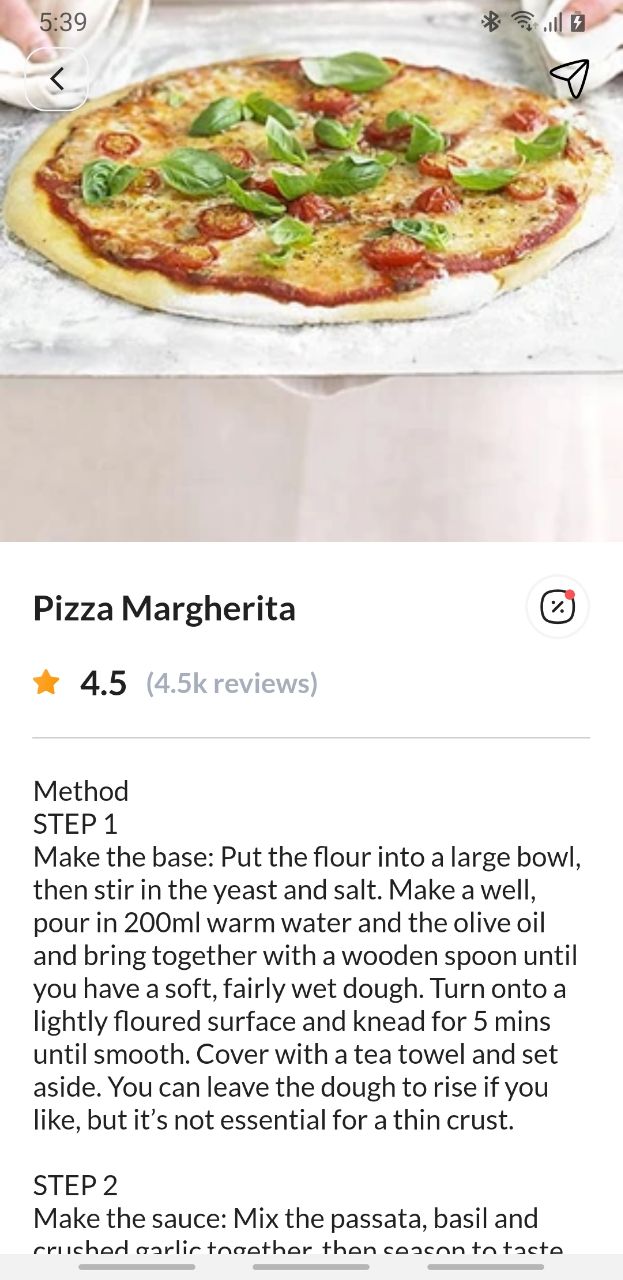 5:39
Pizza Margherita
4.5 (4.5k reviews)
Method
STEP 1
Make the base: Put the flour into a large bowl,
then stir in the yeast and salt. Make a well,
pour in 200ml warm water and the olive oil
and bring together with a wooden spoon until
you have a soft, fairly wet dough. Turn onto a
lightly floured surface and knead for 5 mins
until smooth. Cover with a tea towel and set
aside. You can leave the dough to rise if you
like, but it’s not essential for a thin crust.
STEP 2
Make the sauce: Mix the passata, basil and
crushed garlic together, then season to taste